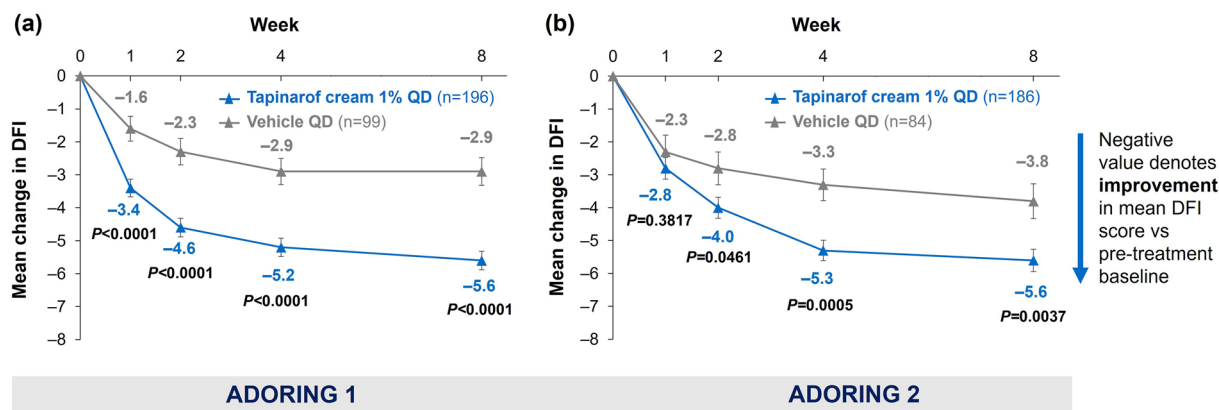 (a)
Week
0 1 2 4 8
Mean change in DFI
0
−1
−2
−3
−4
−5
−6
−7
−8
Tapinarof cream 1% QD (n=196)
Vehicle QD (n=99)
−1.6
−2.3
−2.9
−2.9
−3.4
P<0.0001
−4.6
P<0.0001
−5.2
P<0.0001
−5.6
P<0.0001
ADORING 1
(b)
Week
0 1 2 4 8
Mean change in DFI
0
−1
−2
−3
−4
−5
−6
−7
−8
Tapinarof cream 1% QD (n=186)
Vehicle QD (n=84)
−2.3
−2.8
−3.3
−3.8
−2.8
P=0.3817
−4.0
P=0.0461
−5.3
P=0.0005
−5.6
P=0.0037
ADORING 2
Negative
value denotes
improvement
in mean DFI
score vs
pre-treatment
baseline